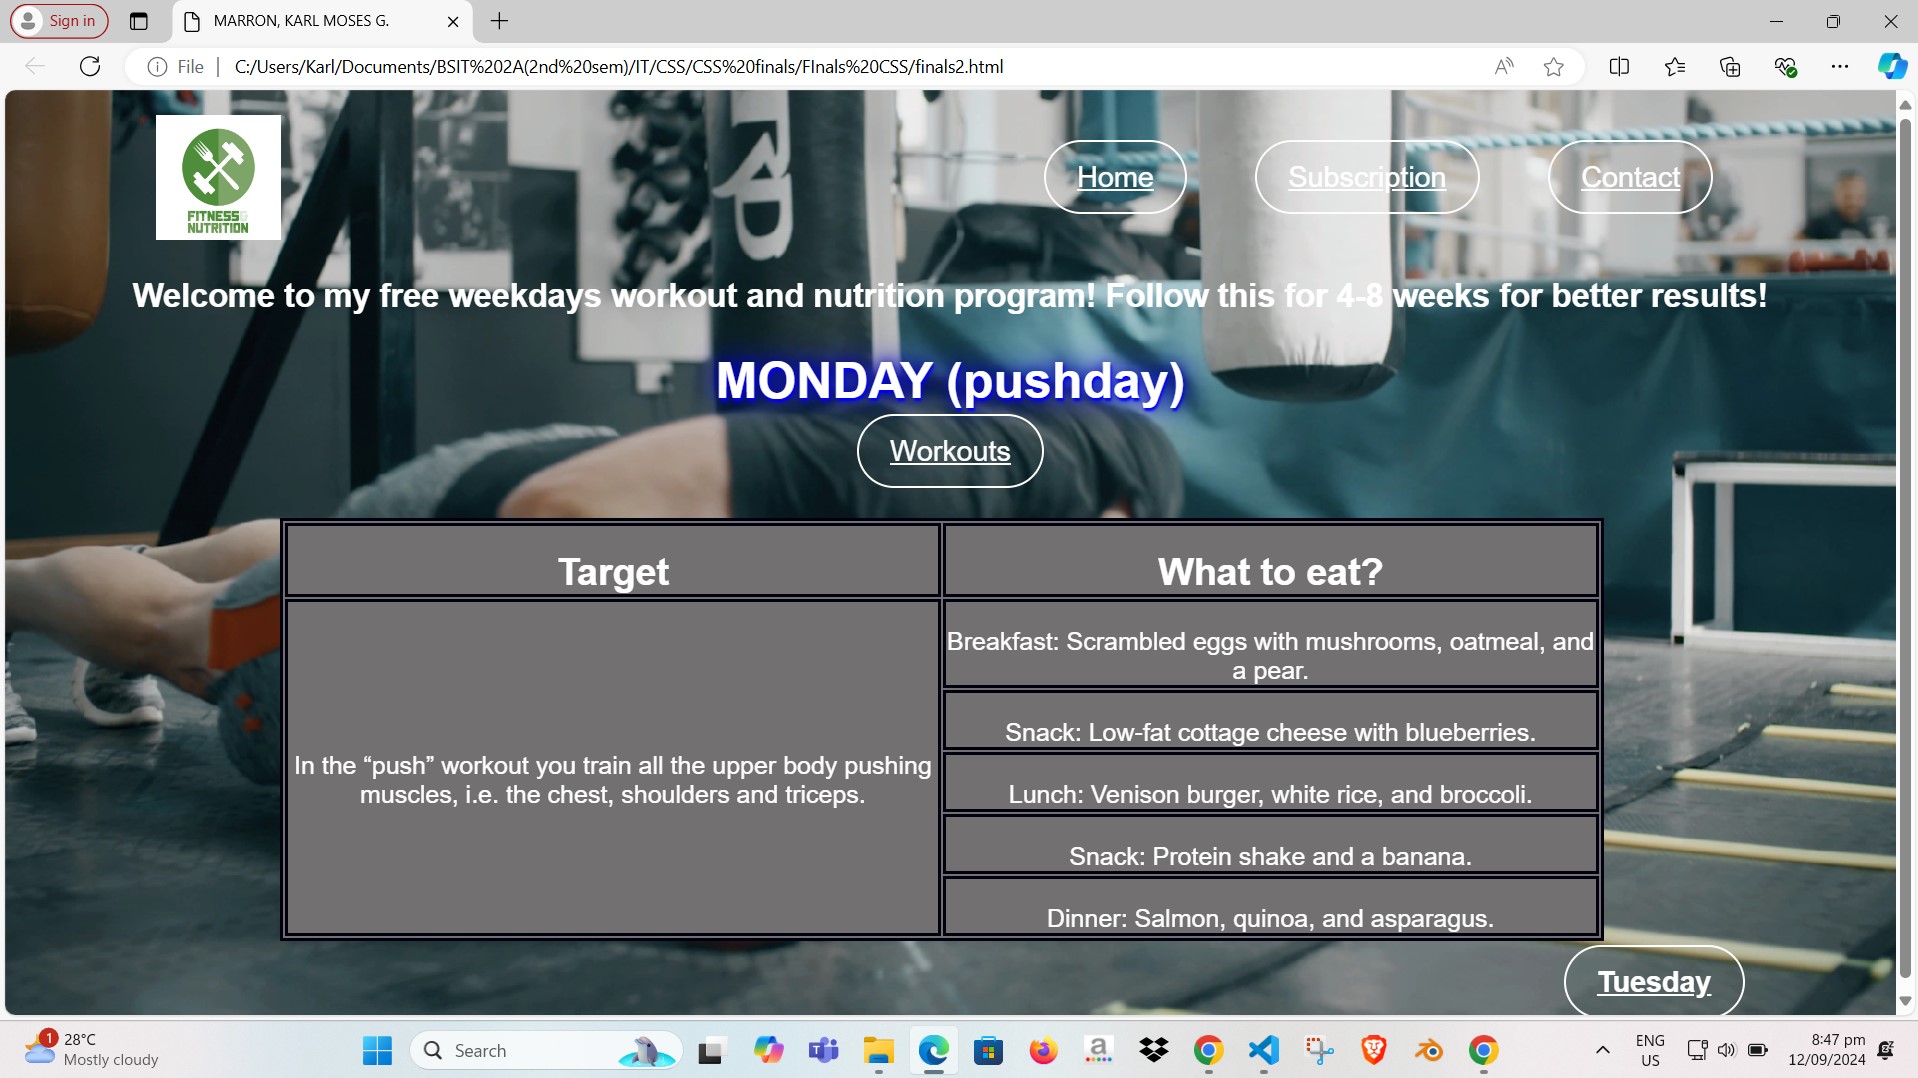 Sign in
MARRON, KARL MOSES G.
File
C:/Users/Karl/Documents/BSIT%202A(2nd%20sem)/IT/CSS/CSS%20finals/FInals%20CSS/finals2.html
FITNESS&
NUTRITION
Home
Subscription
Contact
Welcome to my free weekdays workout and nutrition program! Follow this for 4-8 weeks for better results!
MONDAY (pushday)
Workouts
Target
What to eat?
In the “push” workout you train all the upper body pushing
muscles, i.e. the chest, shoulders and triceps.
Breakfast: Scrambled eggs with mushrooms, oatmeal, and
a pear.
Snack: Low-fat cottage cheese with blueberries.
Lunch: Venison burger, white rice, and broccoli.
Snack: Protein shake and a banana.
Dinner: Salmon, quinoa, and asparagus.
Tuesday
1
28°C
Mostly cloudy
Search
ENG
US
8:47 pm
12/09/2024